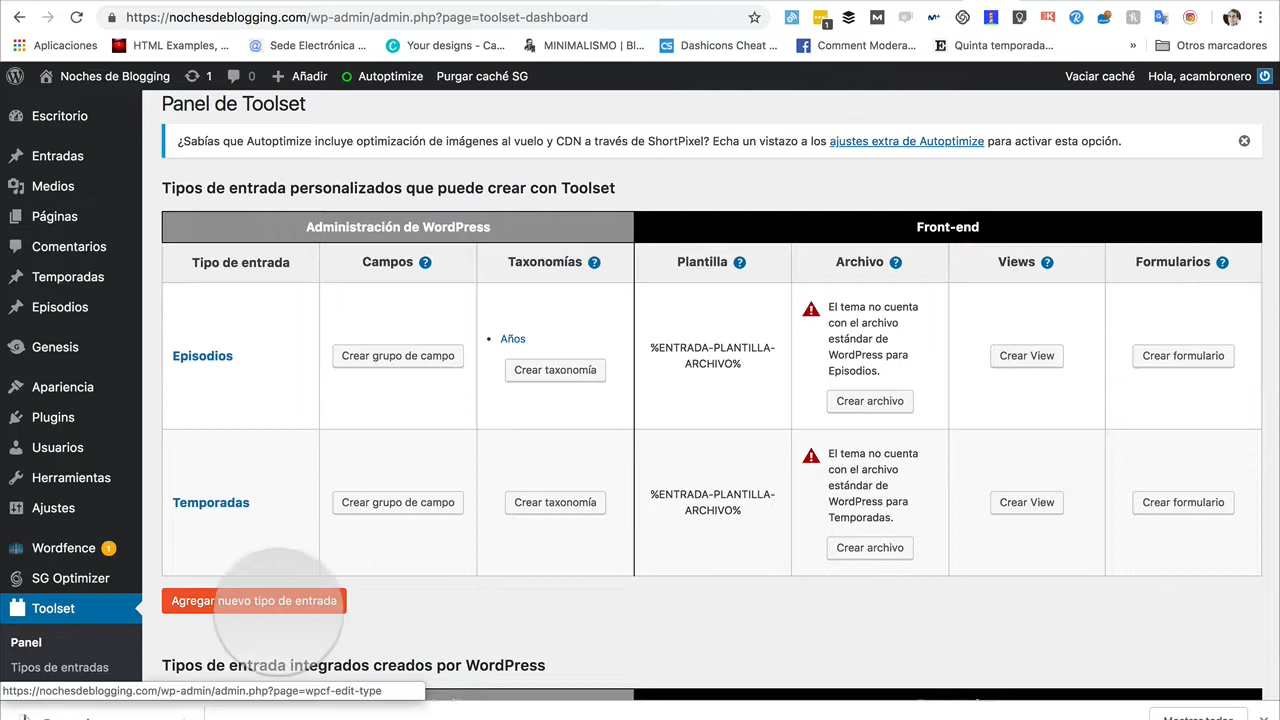 https://nochesdeblogging.com/wp-admin/admin.php?page=toolset-dashboard
1
Aplicaciones
HTML Examples, ...
Sede Electrónica ...
Your designs - Ca...
MINIMALISMO | Bl...
Dashicons Cheat ...
Comment Modera...
Quinta temporada...
»
Otros marcadores
Noches de Blogging
1
0
Añadir
Autoptimize
Purgar caché SG
Vaciar caché
Hola, acambronero
Escritorio
Entradas
Medios
Páginas
Comentarios
Temporadas
Episodios
Genesis
Apariencia
Plugins
Usuarios
Herramientas
Ajustes
Wordfence 1
SG Optimizer
Toolset
Panel
Tipos de entradas
Panel de Toolset
¿Sabías que Autoptimize incluye optimización de imágenes al vuelo y CDN a través de ShortPixel? Echa un vistazo a los ajustes extra de Autoptimize para activar esta opción.
Tipos de entrada personalizados que puede crear con Toolset
Administración de WordPress
Front-end
Tipo de entrada
Campos ?
Taxonomías ?
Plantilla ?
Archivo ?
Views ?
Formularios ?
Episodios
Crear grupo de campo
Años
Crear taxonomía
%ENTRADA-PLANTILLA-
ARCHIVO%
El tema no cuenta
con el archivo
estándar de
WordPress para
Episodios.
Crear archivo
Crear View
Crear formulario
Temporadas
Crear grupo de campo
Crear taxonomía
%ENTRADA-PLANTILLA-
ARCHIVO%
El tema no cuenta
con el archivo
estándar de
WordPress para
Temporadas.
Crear archivo
Crear View
Crear formulario
Agregar nuevo tipo de entrada
Tipos de entrada integrados creados por WordPress
https://nochesdeblogging.com/wp-admin/admin.php?page=wpcf-edit-type